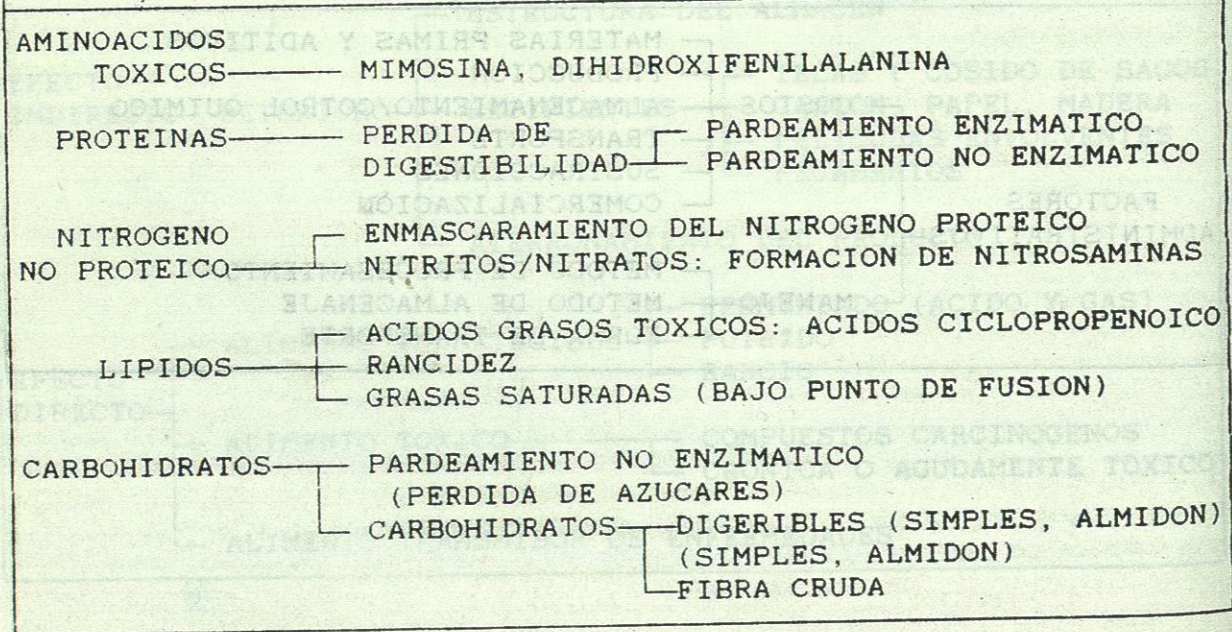 AMINOACIDOS
TOXICOS MIMOSINA, DIHIDROXIFENILALANINA
PROTEINAS PERDIDA DE PARDEAMIENTO ENZIMATICO
DIGESTIBILIDAD PARDEAMIENTO NO ENZIMATICO
NITROGENO ENMASCARAMIENTO DEL NITROGENO PROTEICO
NO PROTEICO NITRITOS/NITRATOS: FORMACION DE NITROSAMINAS
ACIDOS GRASOS TOXICOS: ACIDOS CICLOPROPENOICO
LIPIDOS RANCIDEZ
GRASAS SATURADAS (BAJO PUNTO DE FUSION)
CARBOHIDRATOS PARDEAMIENTO NO ENZIMATICO
(PERDIDA DE AZUCARES)
CARBOHIDRATOS DIGERIBLES (SIMPLES, ALMIDON)
(SIMPLES, ALMIDON)
FIBRA CRUDA